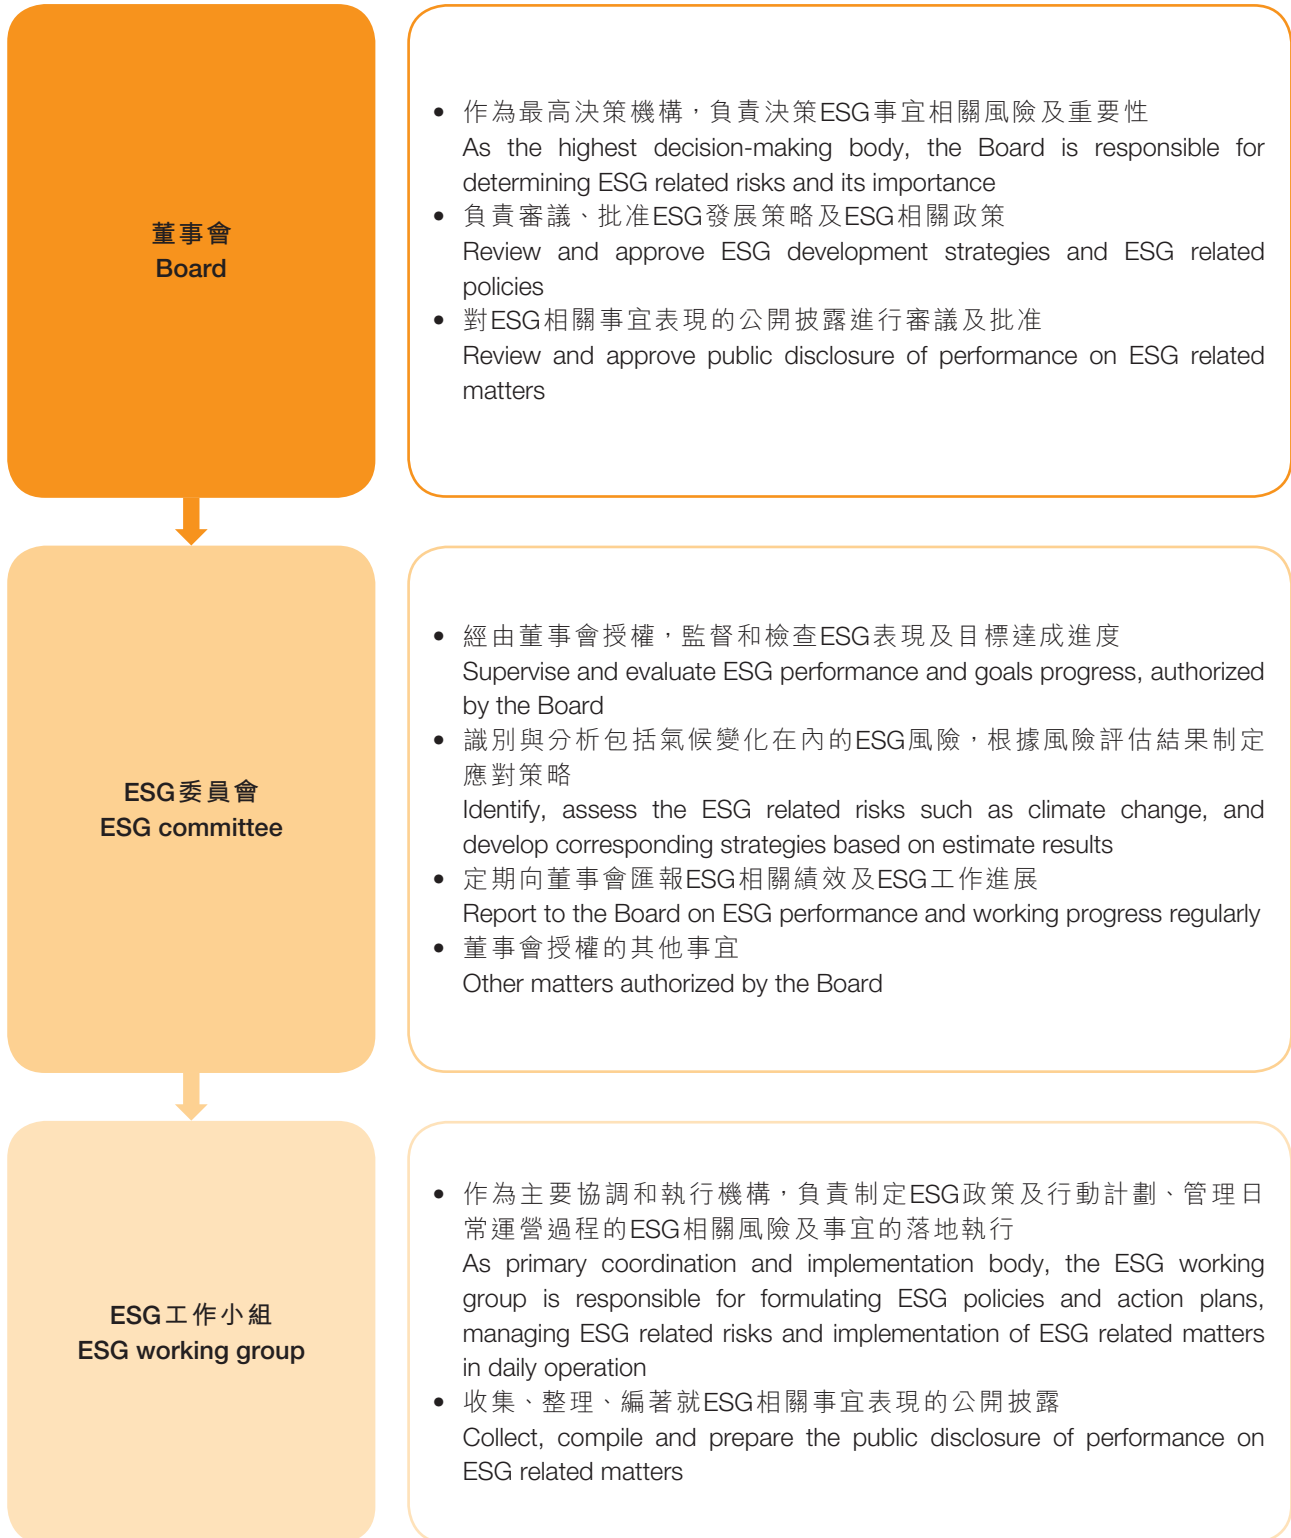 董事會
Board
• 作為最高決策機構，負責決策ESG事宜相關風險及重要性
As the highest decision-making body, the Board is responsible for
determining ESG related risks and its importance
• 負責審議、批准ESG發展策略及ESG相關政策
Review and approve ESG development strategies and ESG related
policies
• 對ESG相關事宜表現的公開披露進行審議及批准
Review and approve public disclosure of performance on ESG related
matters
ESG委員會
ESG committee
• 經由董事會授權，監督和檢查ESG表現及目標達成進度
Supervise and evaluate ESG performance and goals progress, authorized
by the Board
• 識別與分析包括氣候變化在內的ESG風險，根據風險評估結果制定
應對策略
Identify, assess the ESG related risks such as climate change, and
develop corresponding strategies based on estimate results
• 定期向董事會匯報ESG相關績效及ESG工作進展
Report to the Board on ESG performance and working progress regularly
• 董事會授權的其他事宜
Other matters authorized by the Board
ESG工作小組
ESG working group
• 作為主要協調和執行機構，負責制定ESG政策及行動計劃、管理日
常運營過程的ESG相關風險及事宜的落地執行
As primary coordination and implementation body, the ESG working
group is responsible for formulating ESG policies and action plans,
managing ESG related risks and implementation of ESG related matters
in daily operation
• 收集、整理、編著就ESG相關事宜表現的公開披露
Collect, compile and prepare the public disclosure of performance on
ESG related matters